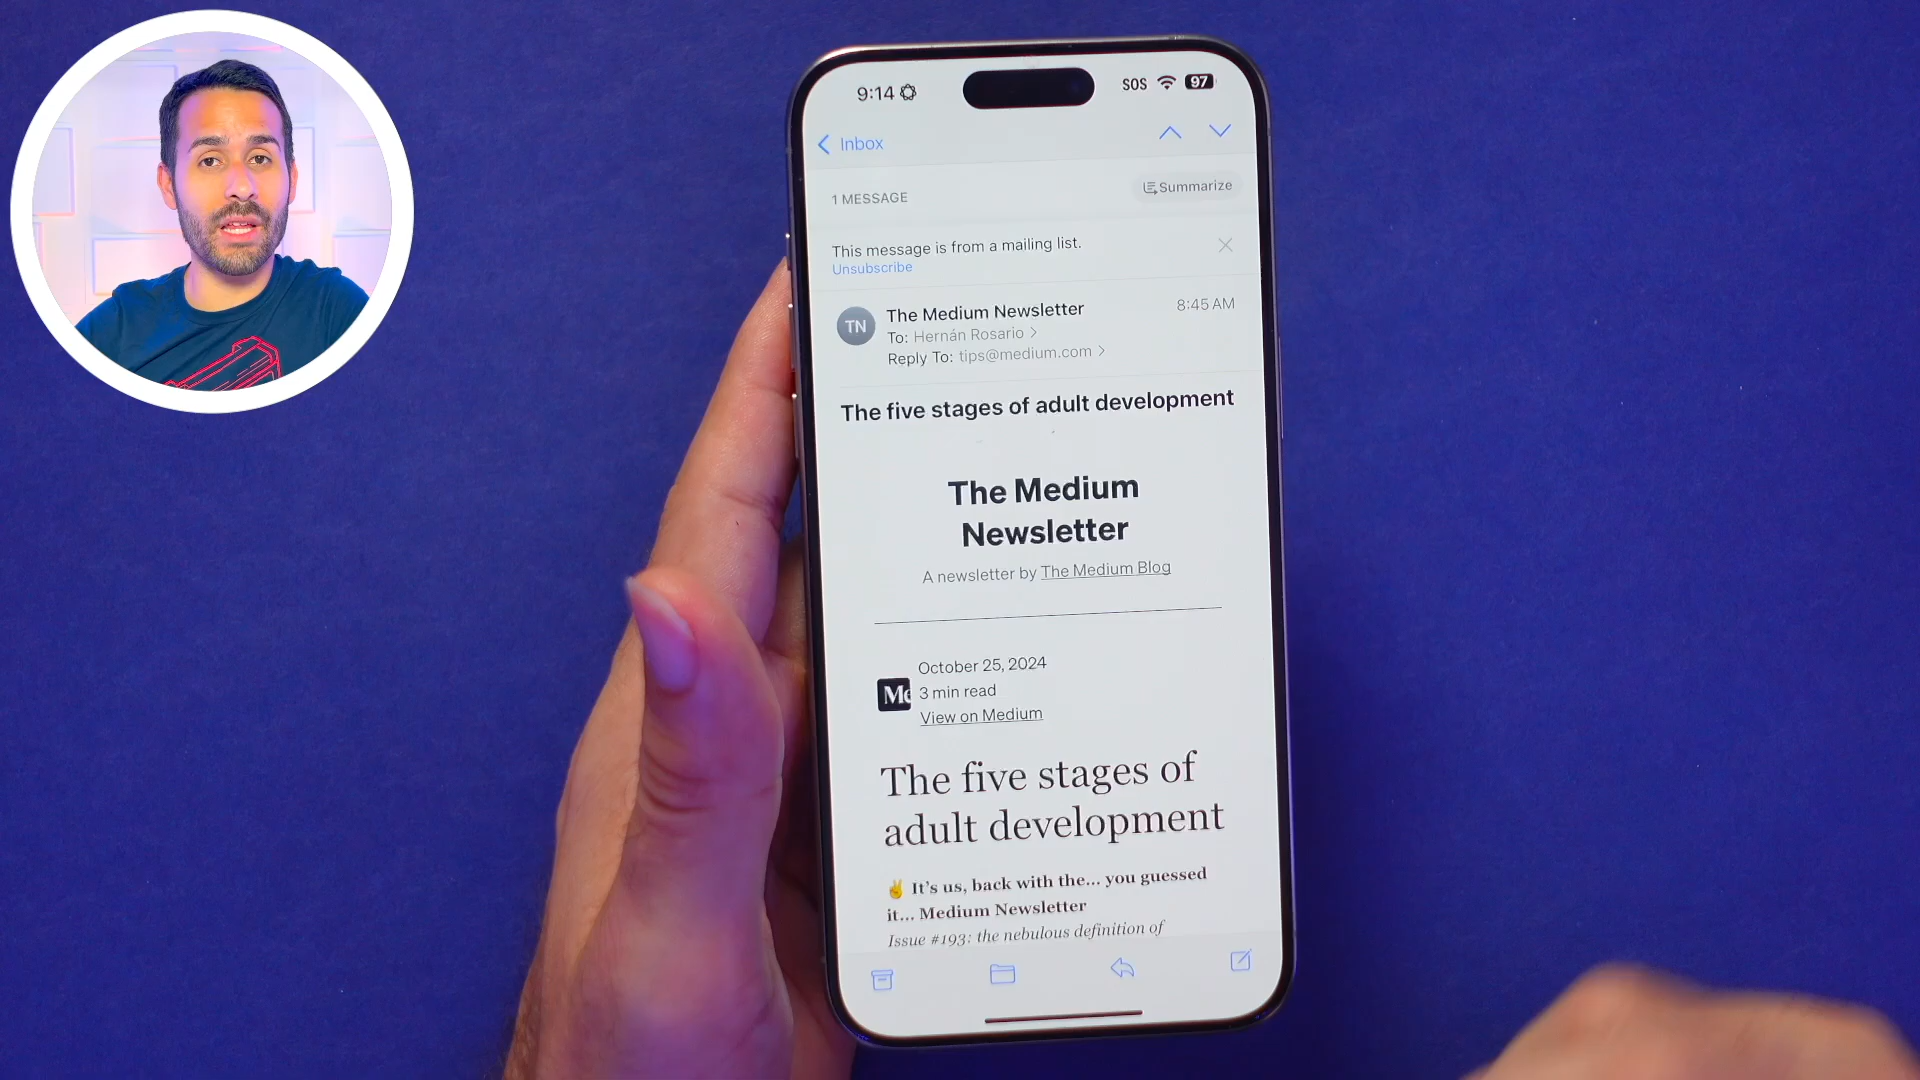 9:14
SOS
97
Inbox
1 MESSAGE
Summarize
This message is from a mailing list.
Unsubscribe
TN
The Medium Newsletter
8:45 AM
To: Hernán Rosario
Reply To: tips@medium.com
The five stages of adult development
The Medium
Newsletter
A newsletter by The Medium Blog
October 25, 2024
Me
3 min read
View on Medium
The five stages of
adult development
✌️ It's us, back with the... you guessed
it... Medium Newsletter
Issue #193: the nebulous definition of